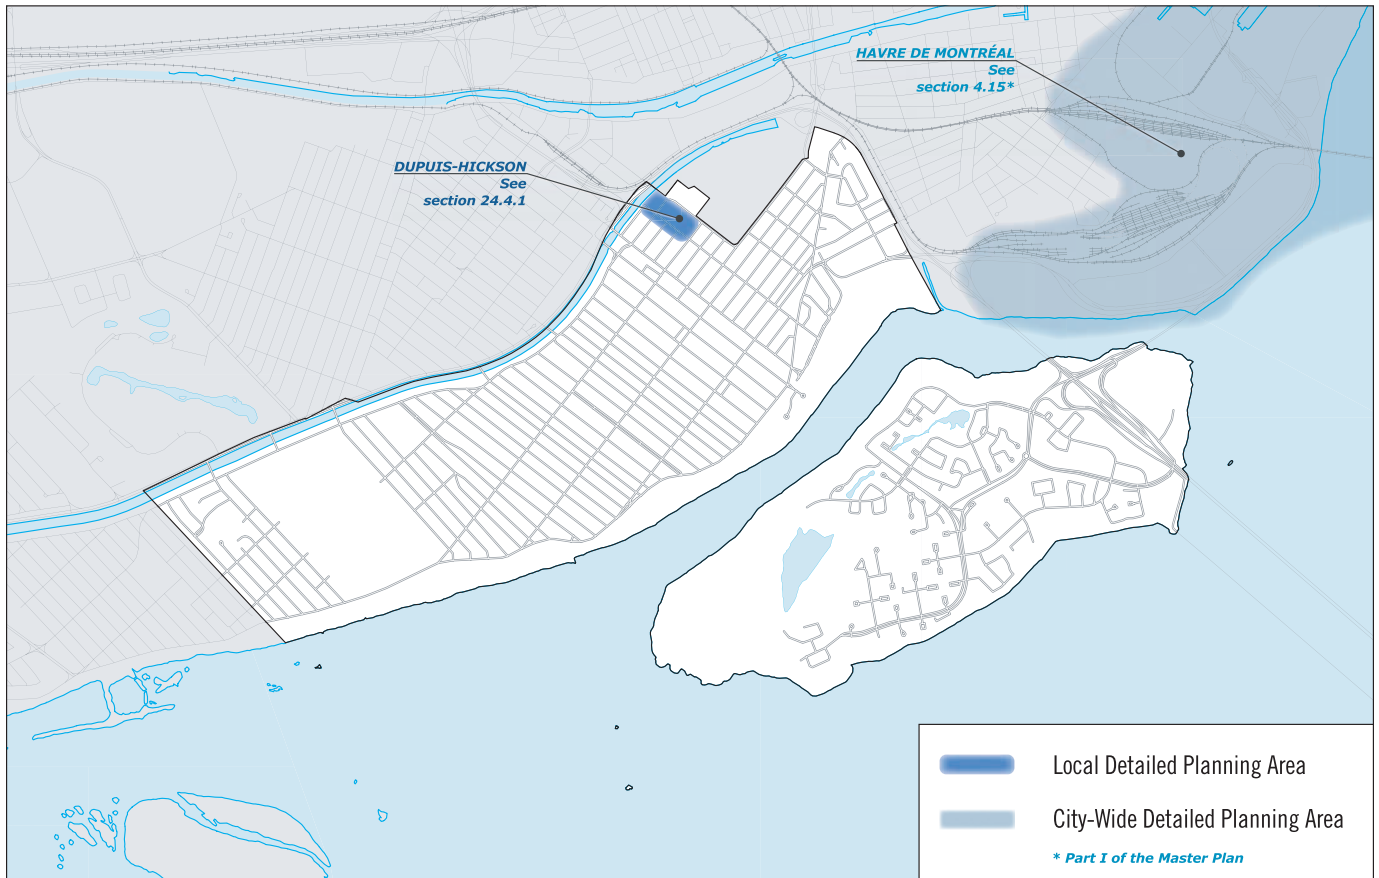 HAVRE DE MONTRÉAL
See
section 4.15*
DUPUIS-HICKSON
See
section 24.4.1
Local Detailed Planning Area
City-Wide Detailed Planning Area
* Part I of the Master Plan